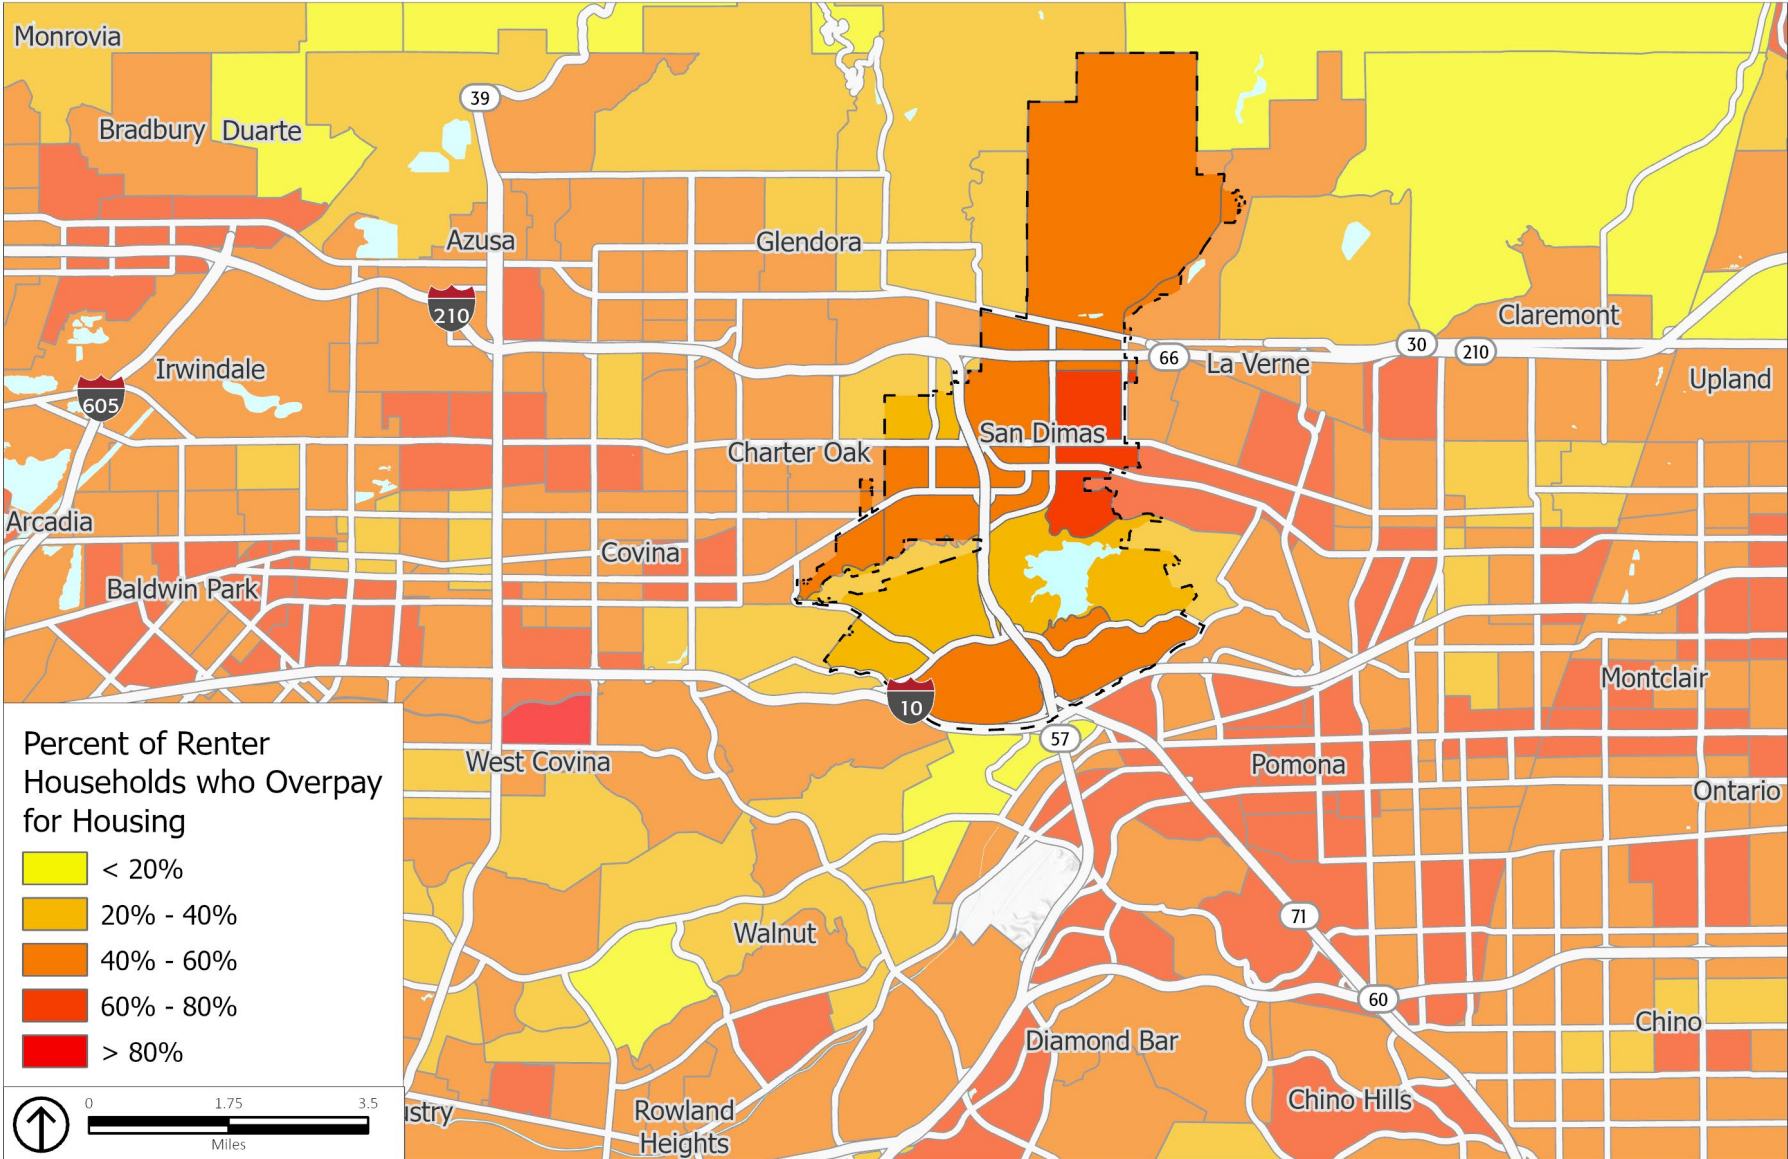 Monrovia
39
Bradbury
Duarte
Azusa
Glendora
210
Claremont
30
210
66
La Verne
Irwindale
605
Upland
San Dimas
Charter Oak
Arcadia
Covina
Baldwin Park
Montclair
10
57
West Covina
Pomona
Ontario
Percent of Renter
Households who Overpay
for Housing
< 20%
20% - 40%
40% - 60%
60% - 80%
> 80%
Walnut
71
60
Chino
Diamond Bar
Chino Hills
Rowland
Heights
ustry
0 1.75 3.5
Miles